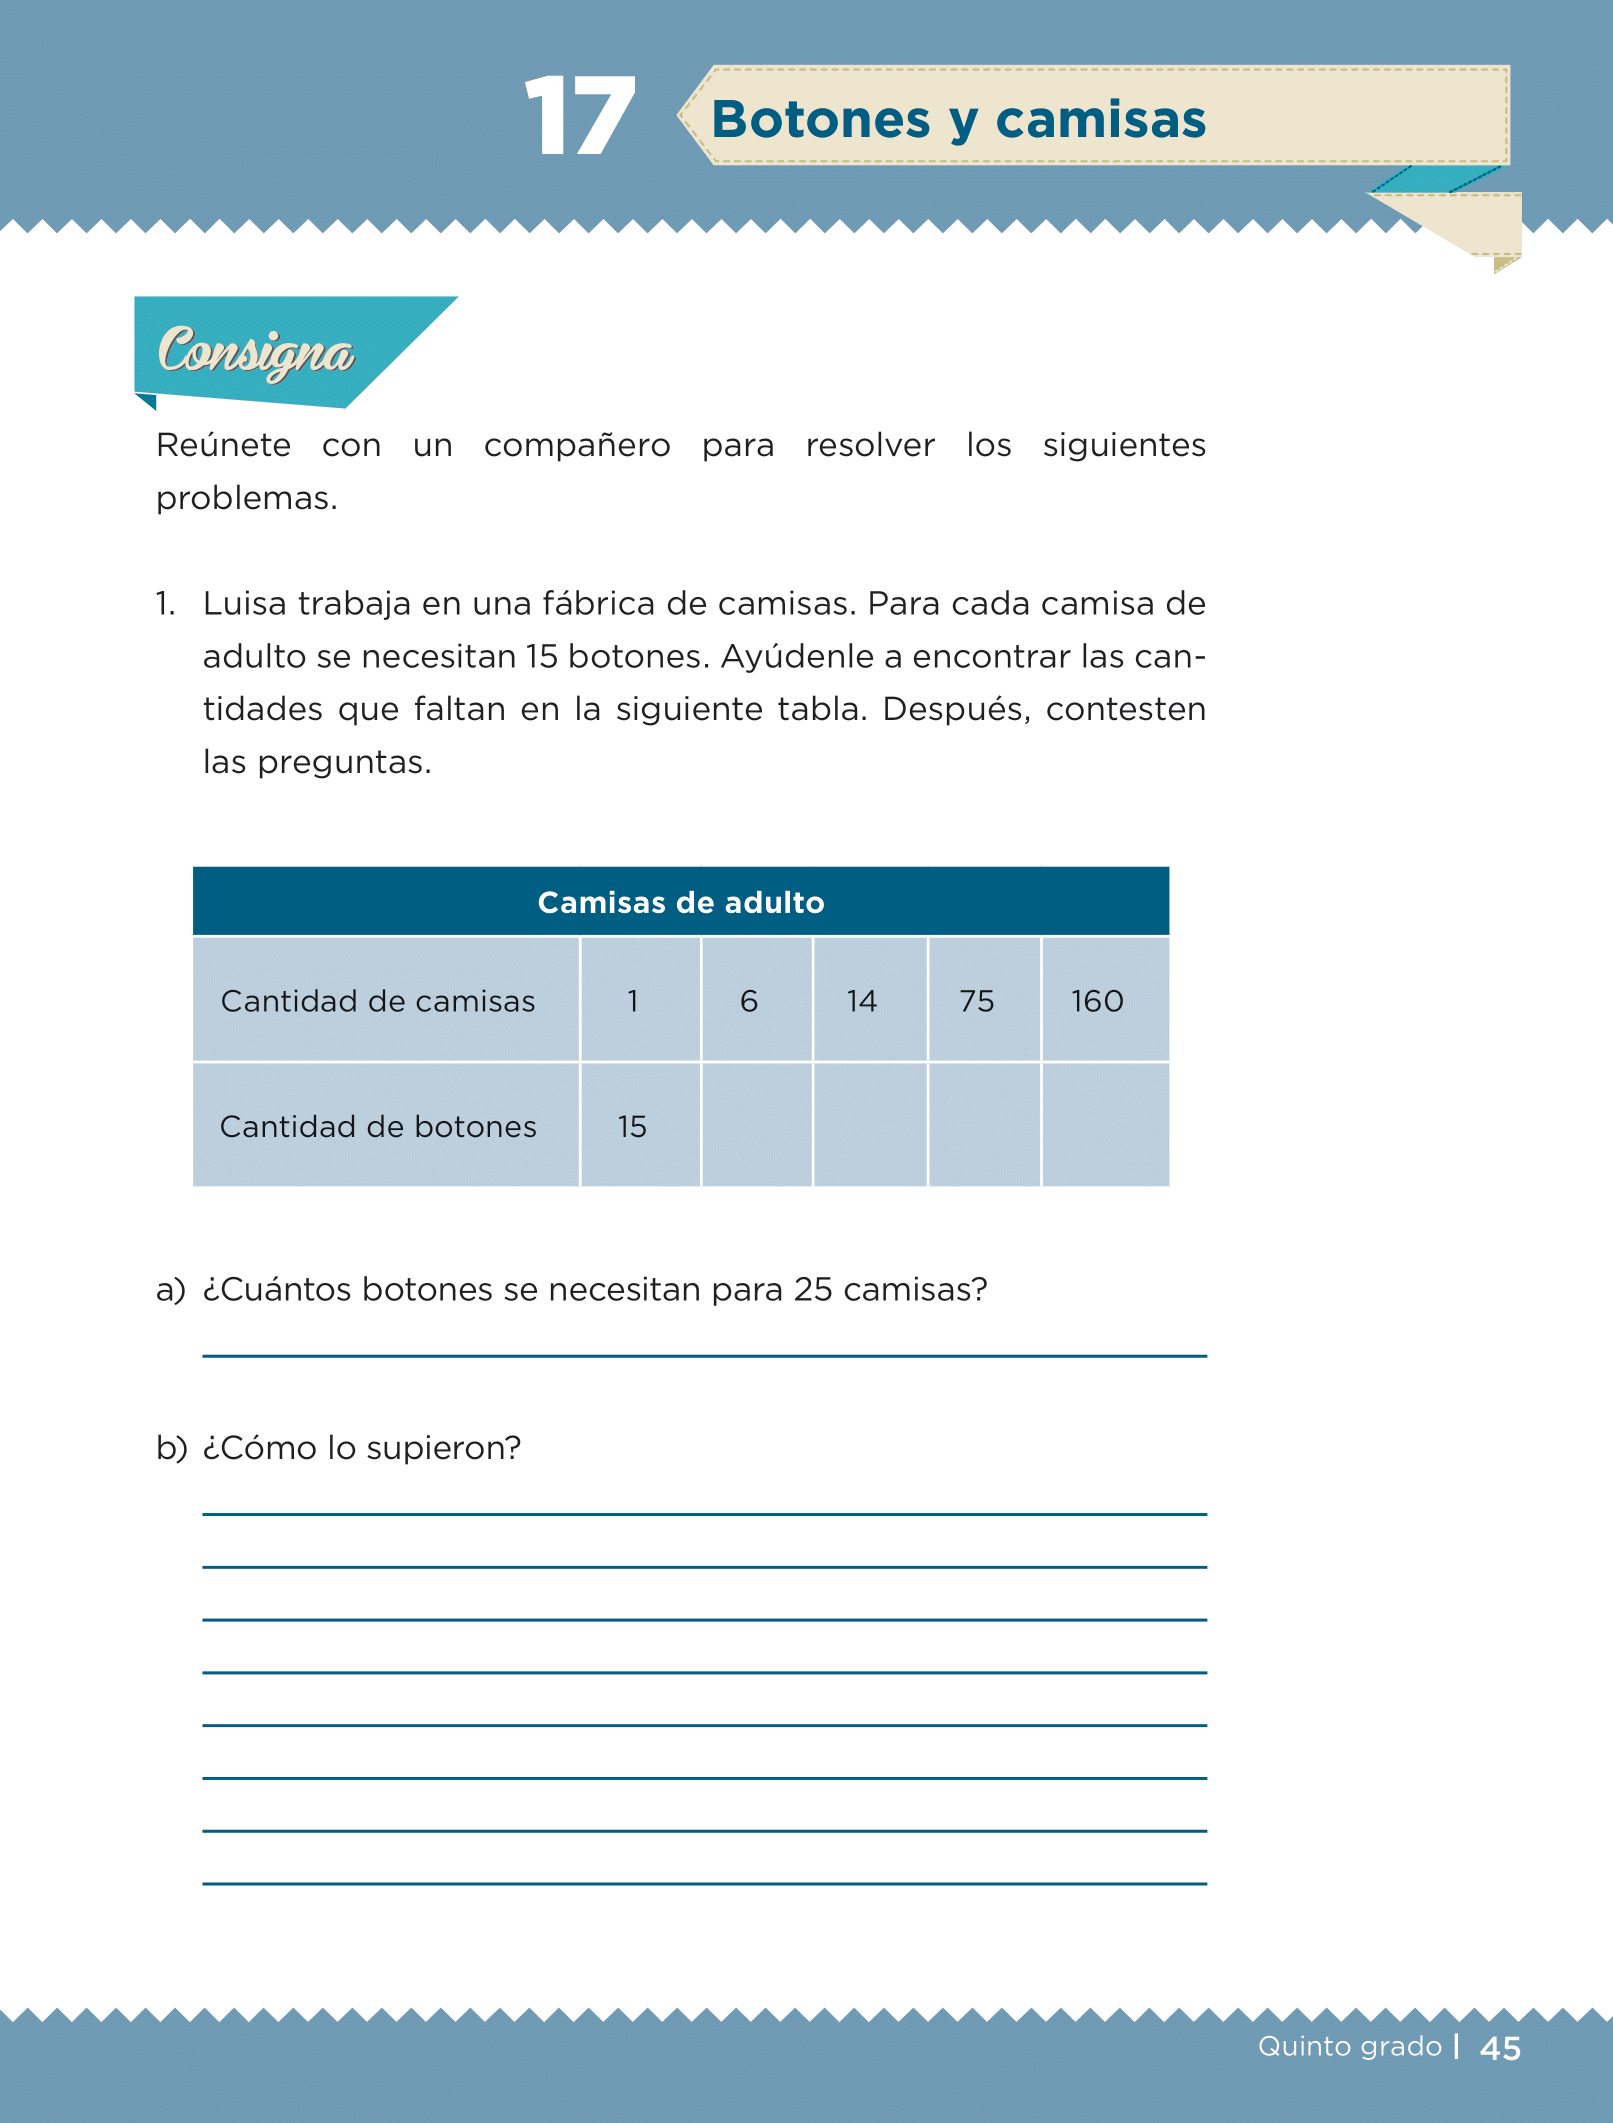 17
Botones y camisas
Consigna
Reúnete con un compañero para resolver los siguientes
problemas.
1. Luisa trabaja en una fábrica de camisas. Para cada camisa de
adulto se necesitan 15 botones. Ayúdenle a encontrar las can-
tidades que faltan en la siguiente tabla. Después, contesten
las preguntas.
Camisas de adulto
Cantidad de camisas 1 6 14 75 160
Cantidad de botones 15
a) ¿Cuántos botones se necesitan para 25 camisas?
b) ¿Cómo lo supieron?
Quinto grado | 45